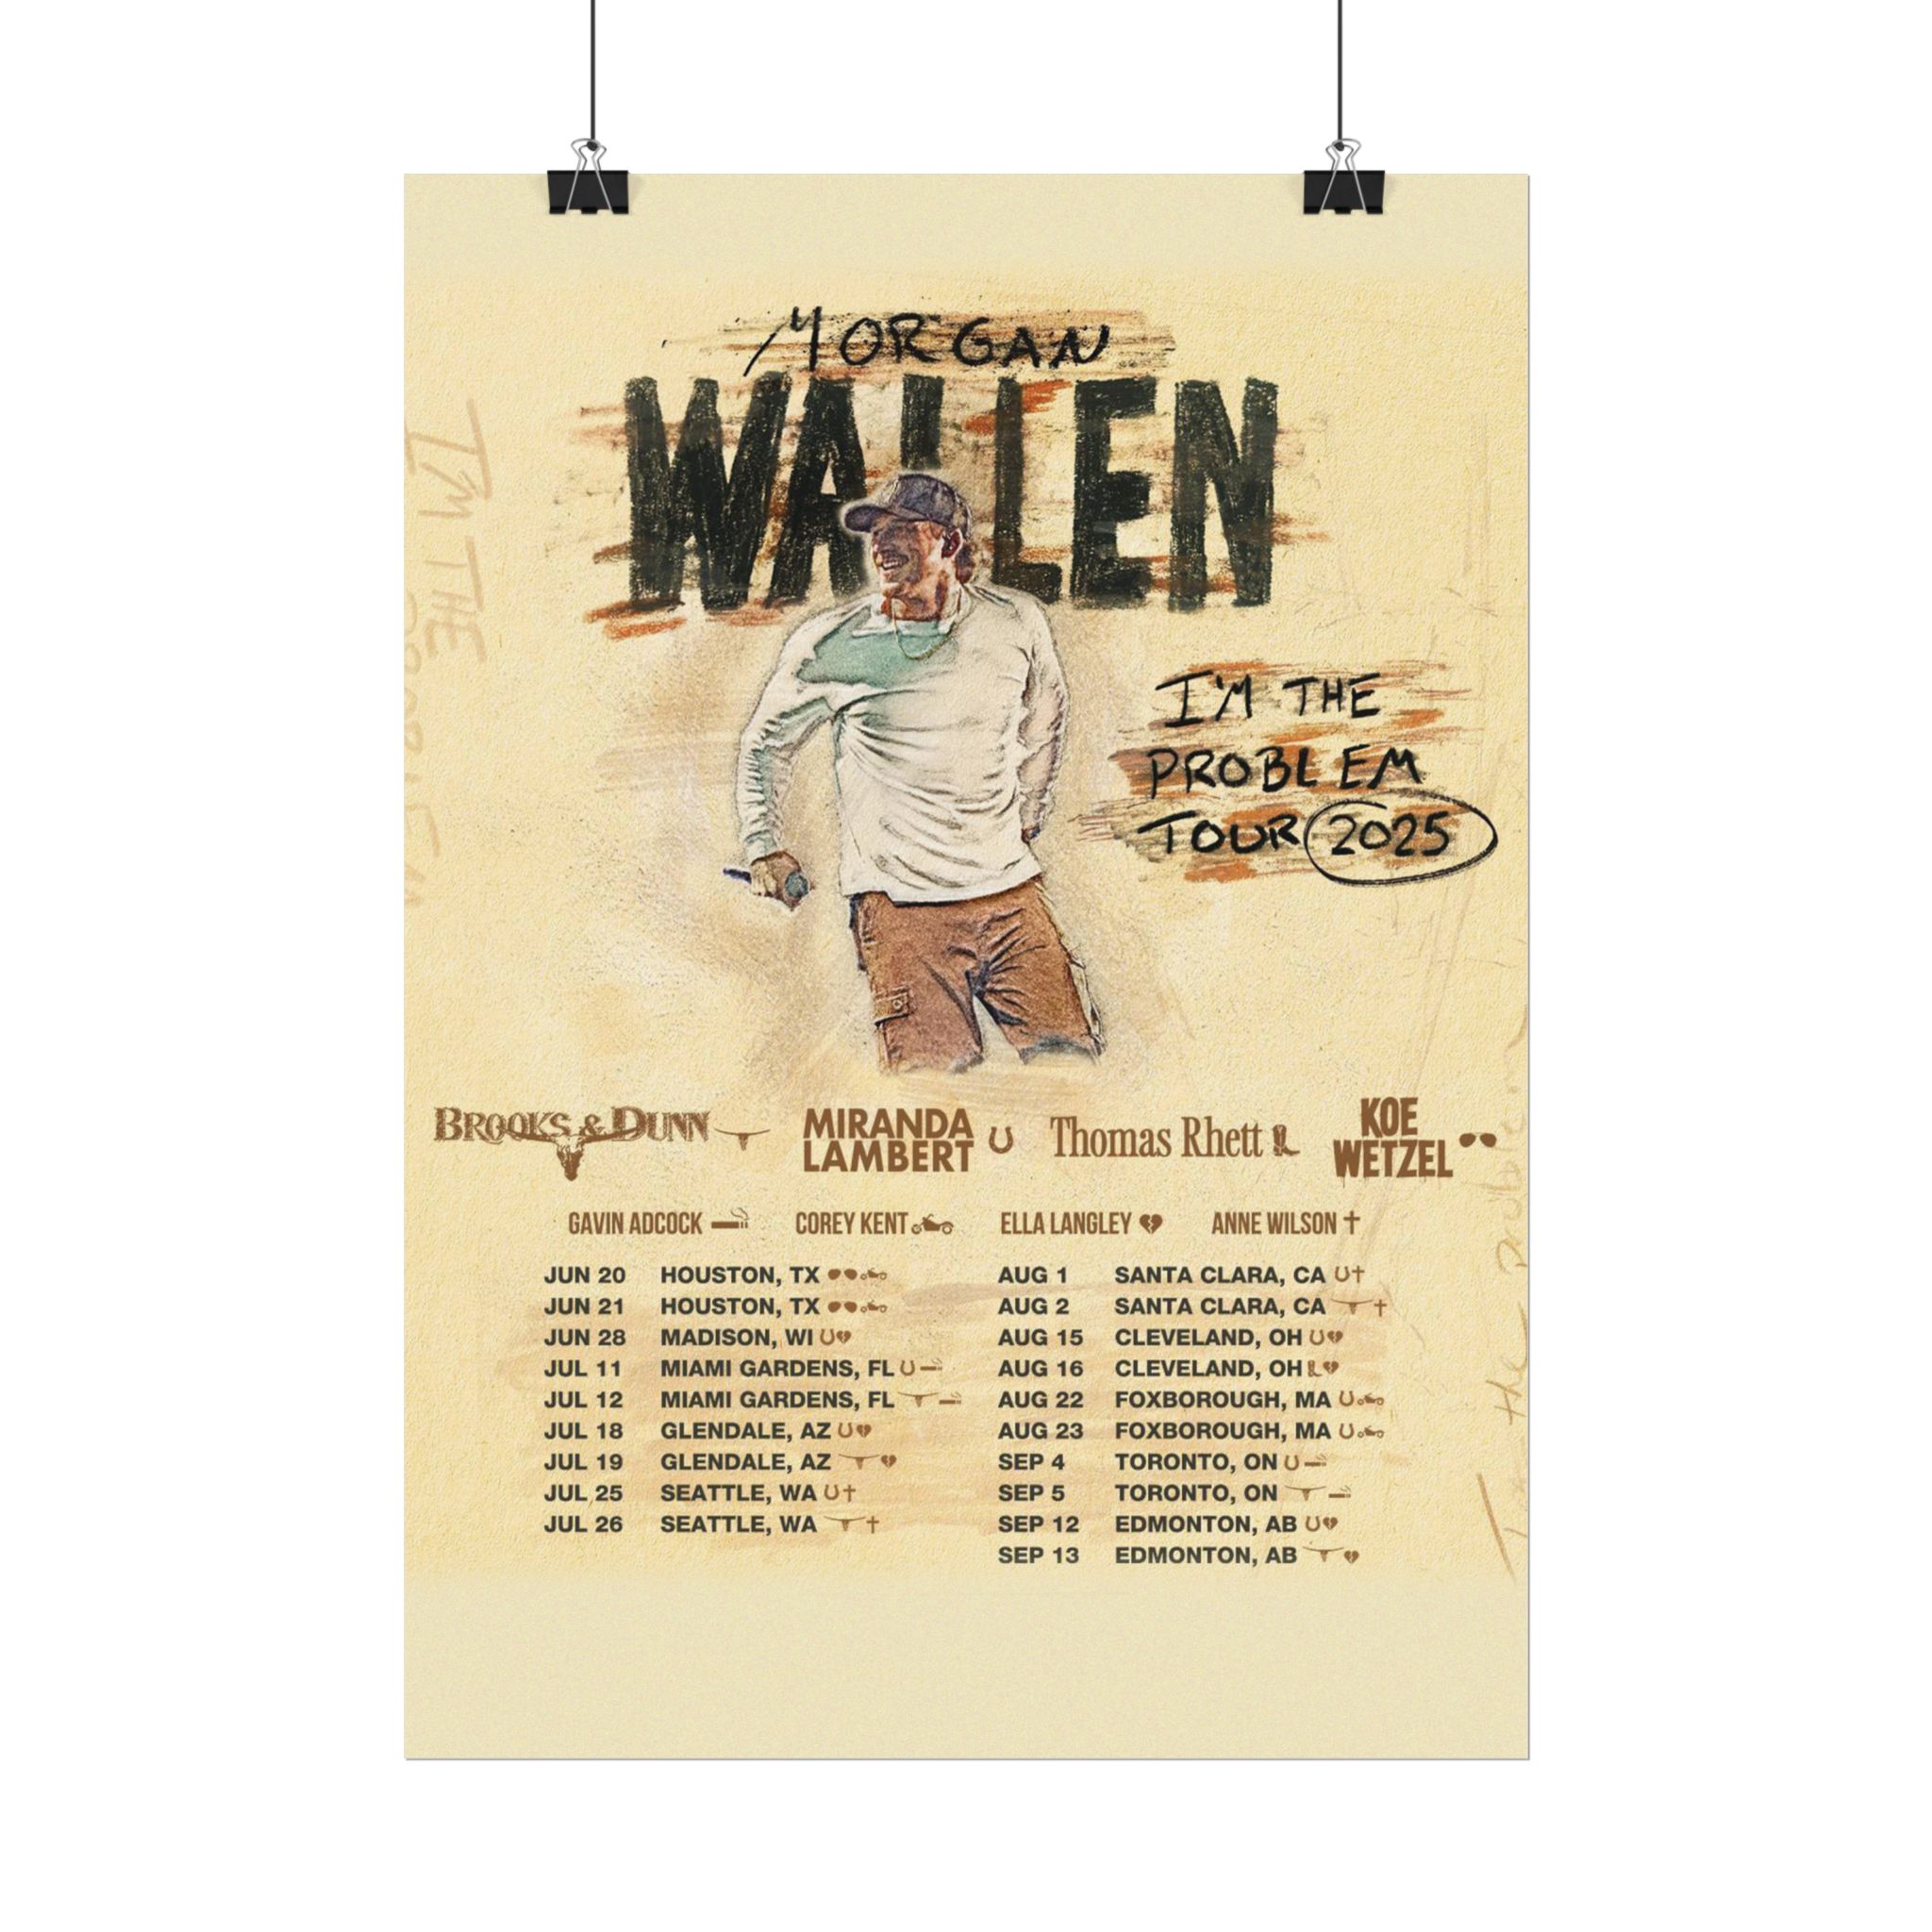 MORGAN
WALLEN
I'M THE
PROBLEM
TOUR 2025
I'M THE
PROBLEM
BROOKS & DUNN
MIRANDA
LAMBERT
Thomas Rhett
KOE
WETZEL
GAVIN ADCOCK COREY KENT ELLA LANGLEY ANNE WILSON
JUN 20 HOUSTON, TX
JUN 21 HOUSTON, TX
JUN 28 MADISON, WI
JUL 11 MIAMI GARDENS, FL
JUL 12 MIAMI GARDENS, FL
JUL 18 GLENDALE, AZ
JUL 19 GLENDALE, AZ
JUL 25 SEATTLE, WA
JUL 26 SEATTLE, WA
AUG 1 SANTA CLARA, CA
AUG 2 SANTA CLARA, CA
AUG 15 CLEVELAND, OH
AUG 16 CLEVELAND, OH
AUG 22 FOXBOROUGH, MA
AUG 23 FOXBOROUGH, MA
SEP 4 TORONTO, ON
SEP 5 TORONTO, ON
SEP 12 EDMONTON, AB
SEP 13 EDMONTON, AB
the problem